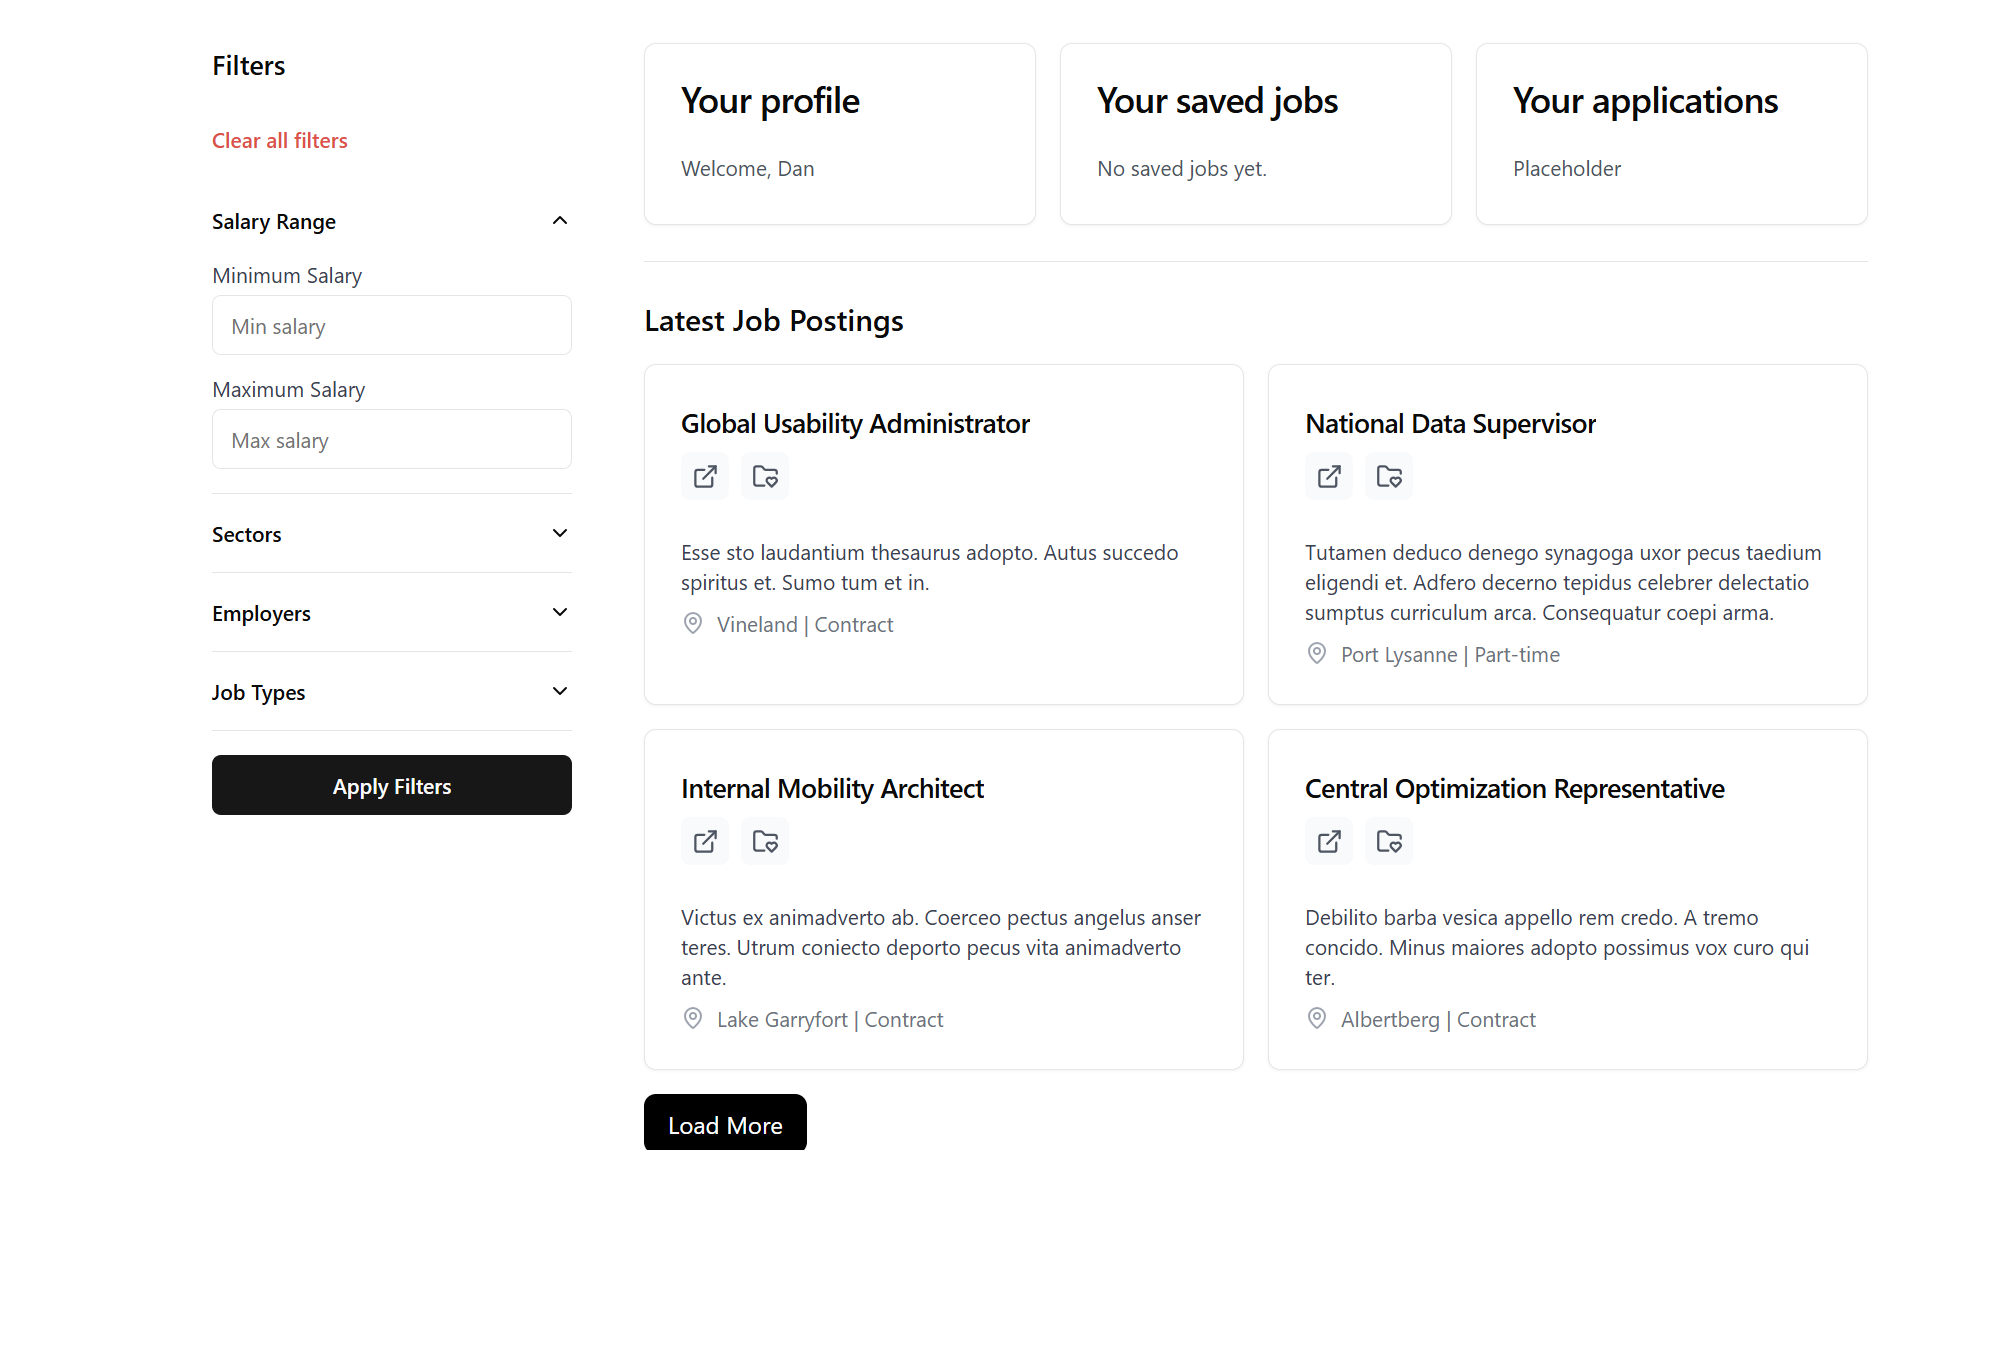 Filters
Clear all filters
Salary Range
Minimum Salary
Min salary
Maximum Salary
Max salary
Sectors
Employers
Job Types
Apply Filters
Your profile
Welcome, Dan
Your saved jobs
No saved jobs yet.
Your applications
Placeholder
Latest Job Postings
Global Usability Administrator
Esse sto laudantium thesaurus adopto. Autus succedo
spiritus et. Sumo tum et in.
Vineland | Contract
National Data Supervisor
Tutamen deduco denego synagoga uxor pecus taedium
eligendi et. Adfero decerno tepidus celebrer delectatio
sumptus curriculum arca. Consequatur coepi arma.
Port Lysanne | Part-time
Internal Mobility Architect
Victus ex animadverto ab. Coerceo pectus angelus anser
teres. Utrum coniecto deporto pecus vita animadverto
ante.
Lake Garryfort | Contract
Central Optimization Representative
Debilito barba vesica appello rem credo. A tremo
concido. Minus maiores adopto possimus vox curo qui
ter.
Albertberg | Contract
Load More